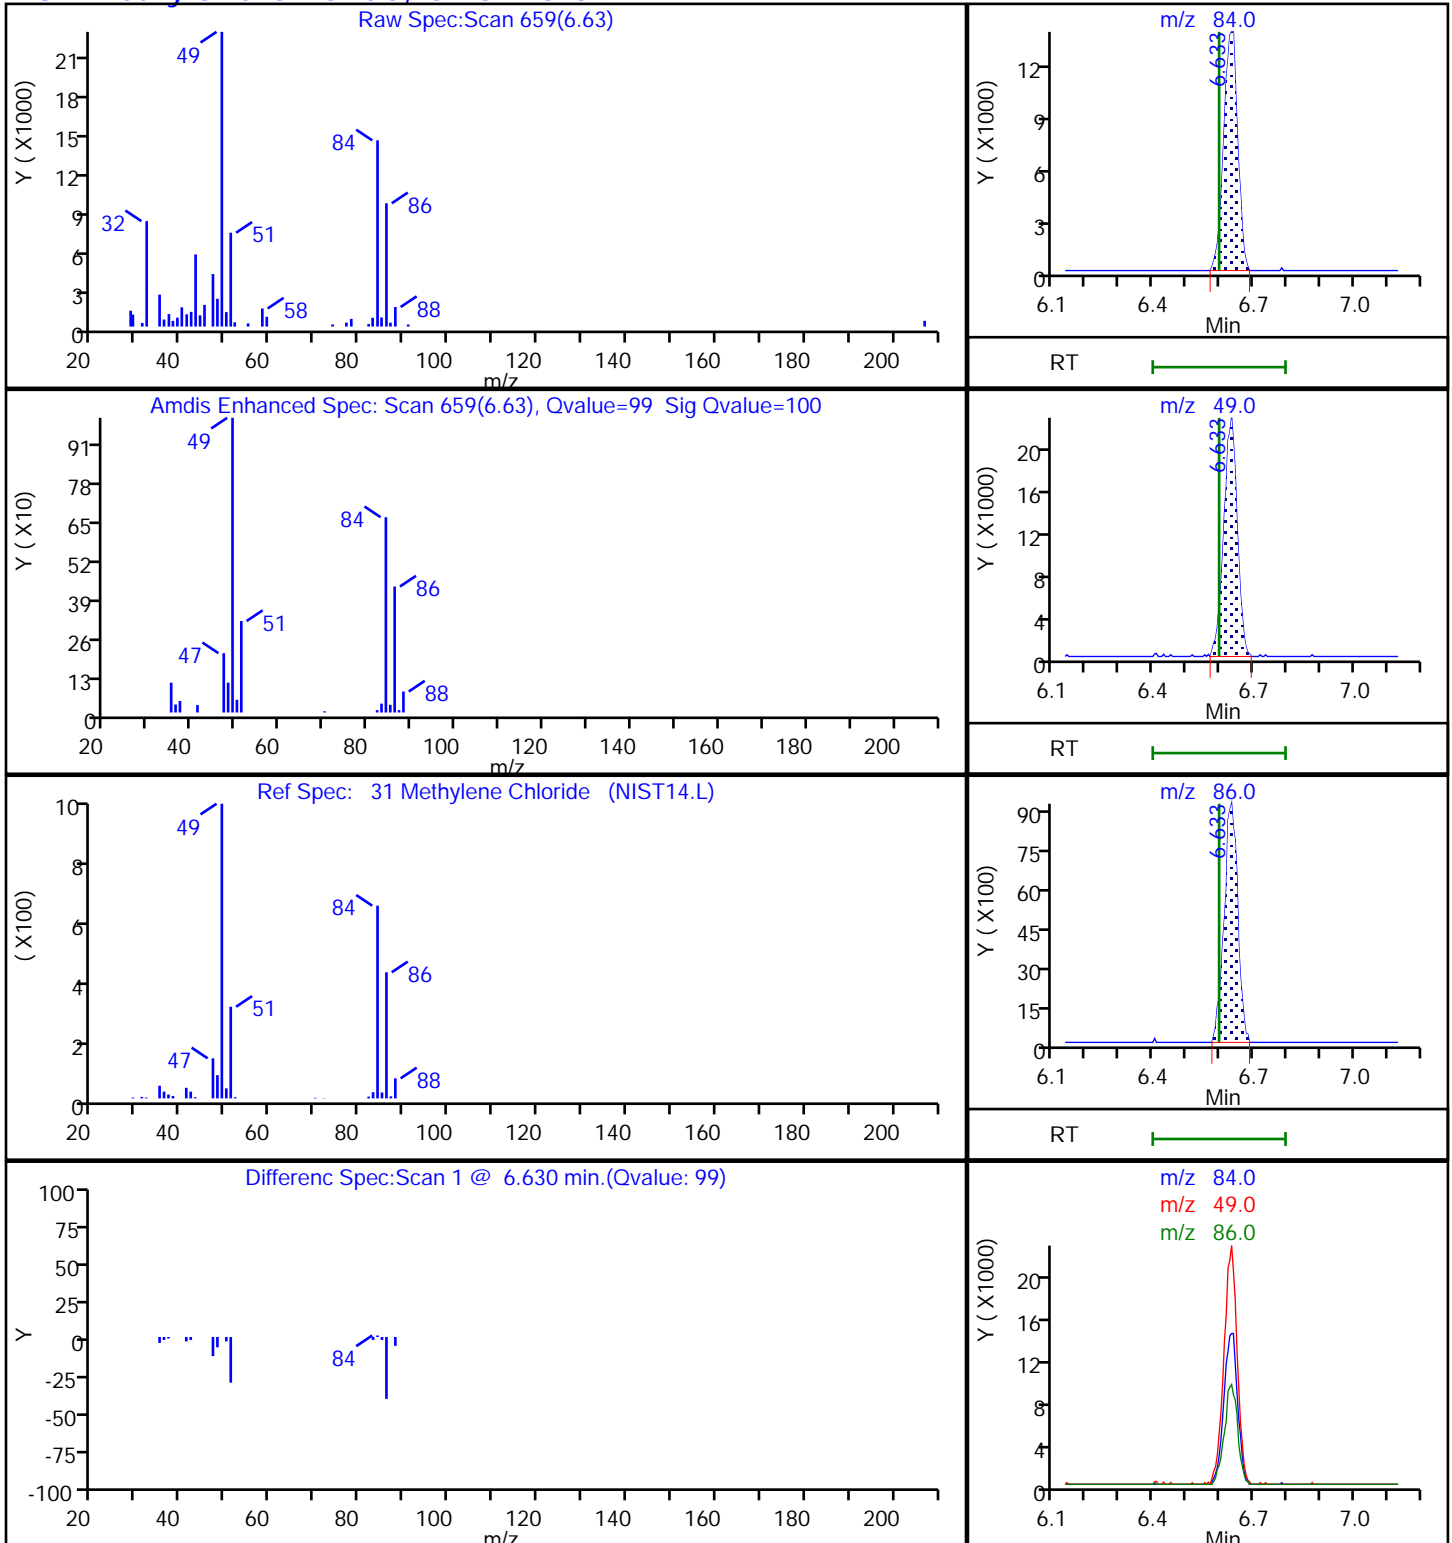 Raw Spec:Scan 659(6.63)
Y ( X1000)
21
18
15
12
9
6
3
0
49
84
86
32
51
58
88
20 40 60 80 100 120 140 160 180 200
m/z
m/z 84.0
Y ( X1000)
12
9
6
3
0
6.633
6.1 6.4 6.7 7.0
Min
RT
Amdis Enhanced Spec: Scan 659(6.63), Qvalue=99 Sig Qvalue=100
Y ( X10)
91
78
65
52
39
26
13
0
49
84
86
51
47
88
20 40 60 80 100 120 140 160 180 200
m/z
m/z 49.0
Y ( X1000)
20
16
12
8
4
0
6.633
6.1 6.4 6.7 7.0
Min
RT
Ref Spec: 31 Methylene Chloride (NIST14.L)
( X100)
10
8
6
4
2
0
49
84
86
51
47
88
20 40 60 80 100 120 140 160 180 200
m/z 86.0
Y ( X100)
90
75
60
45
30
15
0
6.633
6.1 6.4 6.7 7.0
Min
RT
Differenc Spec:Scan 1 @ 6.630 min.(Qvalue: 99)
Y
100
75
50
25
0
-25
-50
-75
-100
84
20 40 60 80 100 120 140 160 180 200
m/z
m/z 84.0
m/z 49.0
m/z 86.0
Y ( X1000)
20
16
12
8
4
0
6.1 6.4 6.7 7.0
Min